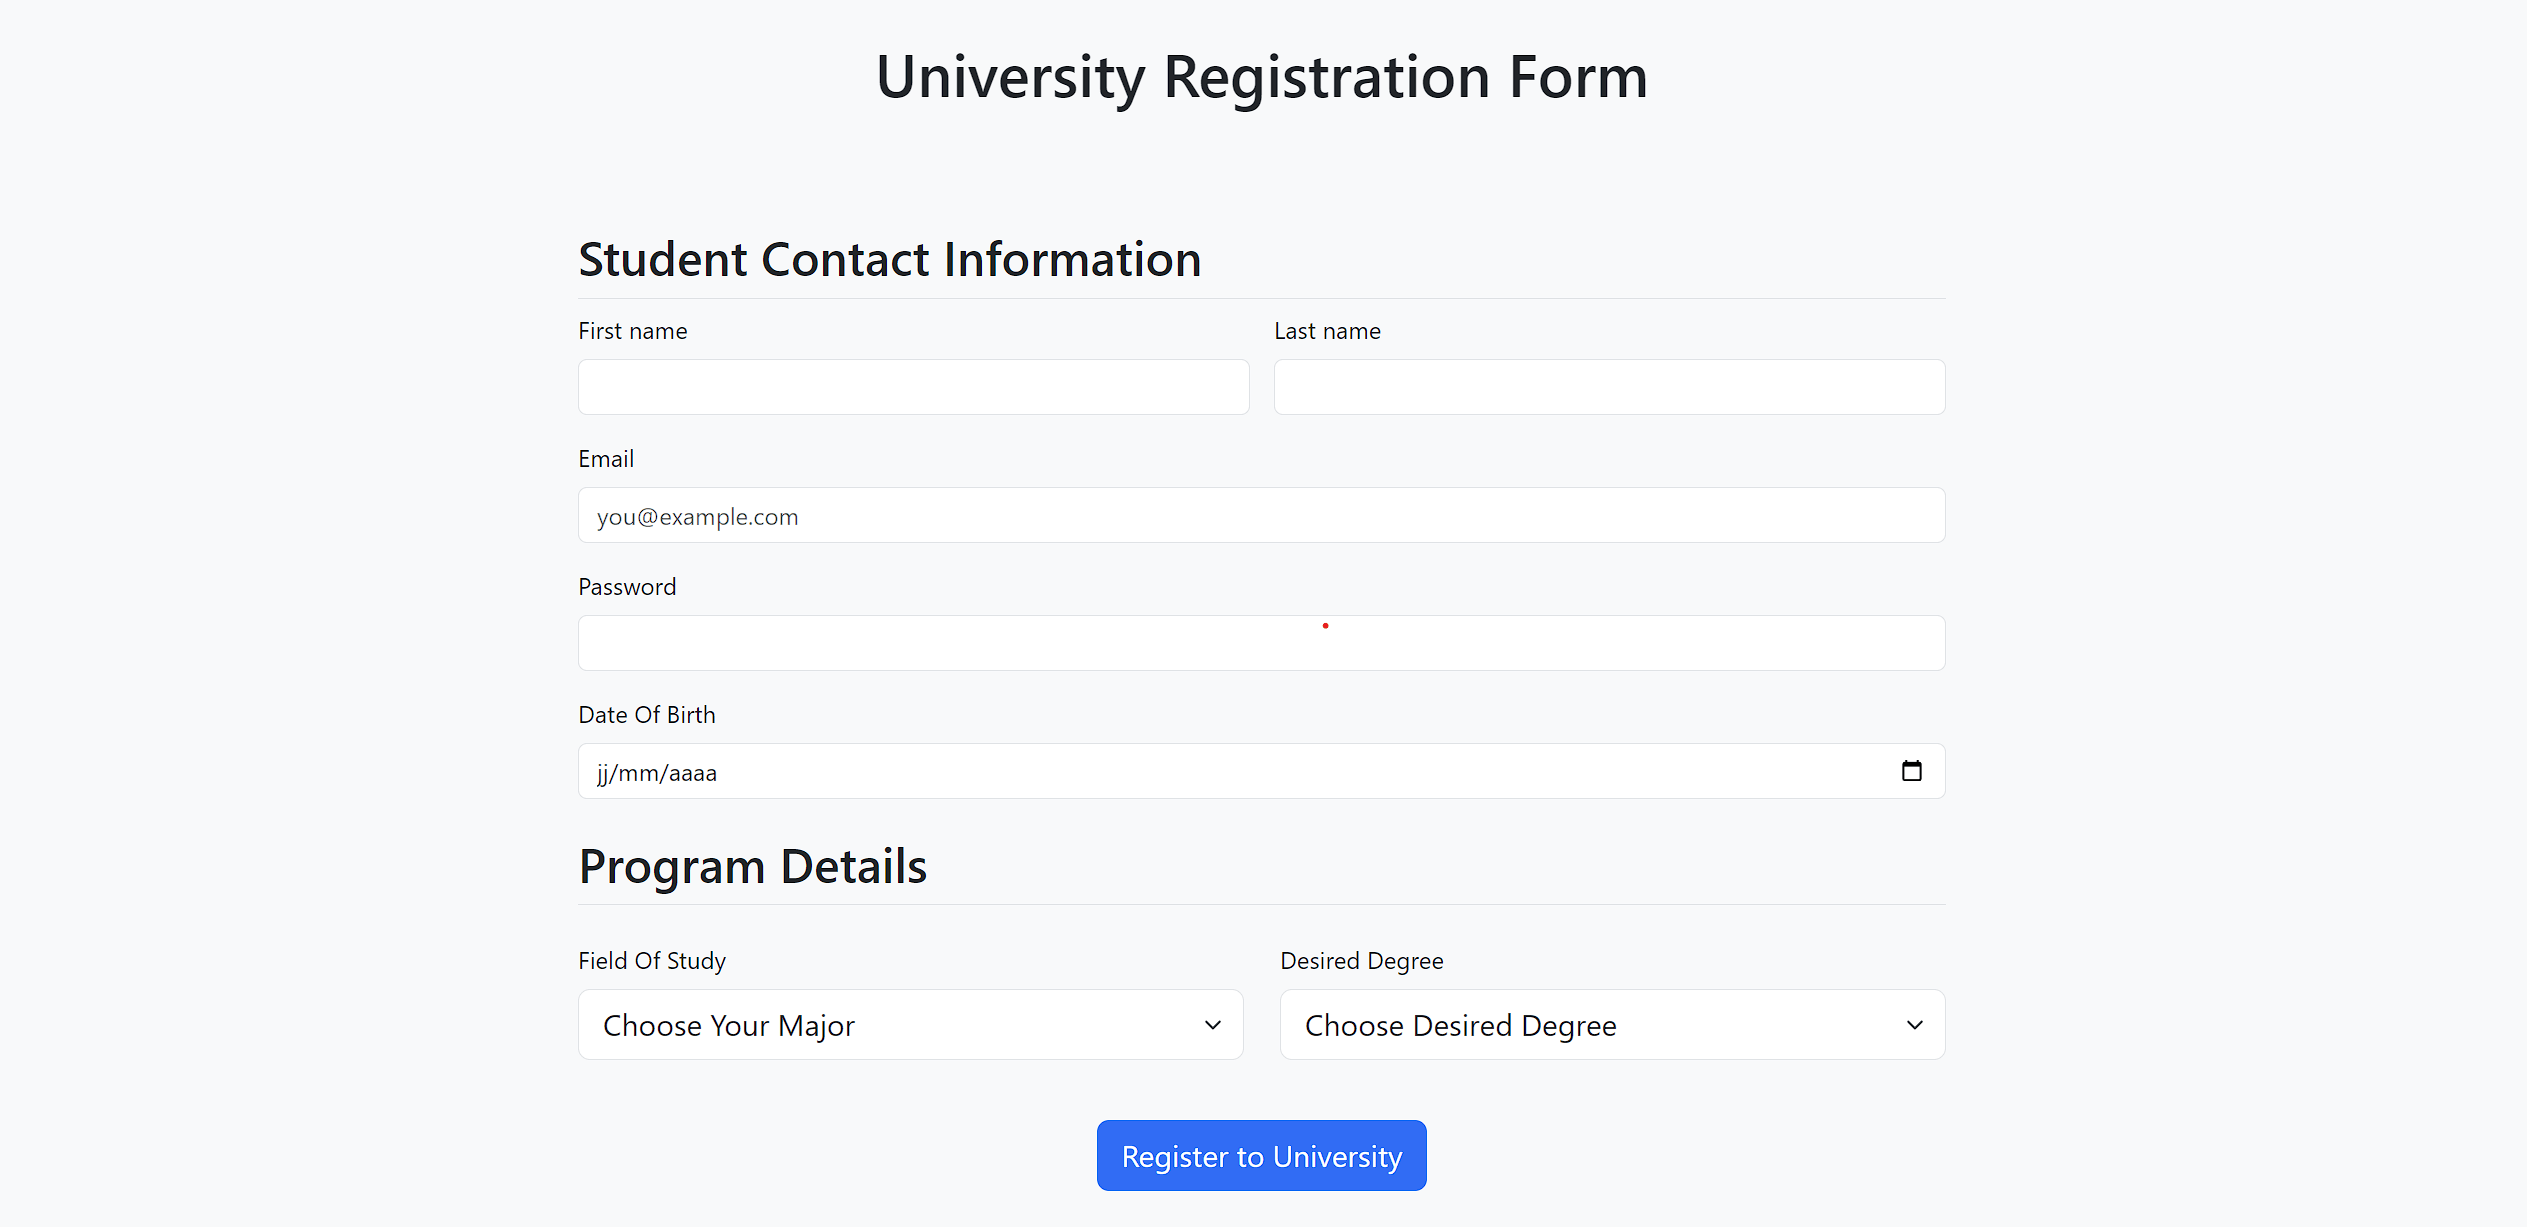 University Registration Form
Student Contact Information
First name
Last name
Email
you@example.com
Password
Date Of Birth
jj/mm/aaaa
Program Details
Field Of Study
Desired Degree
Choose Your Major
Choose Desired Degree
Register to University